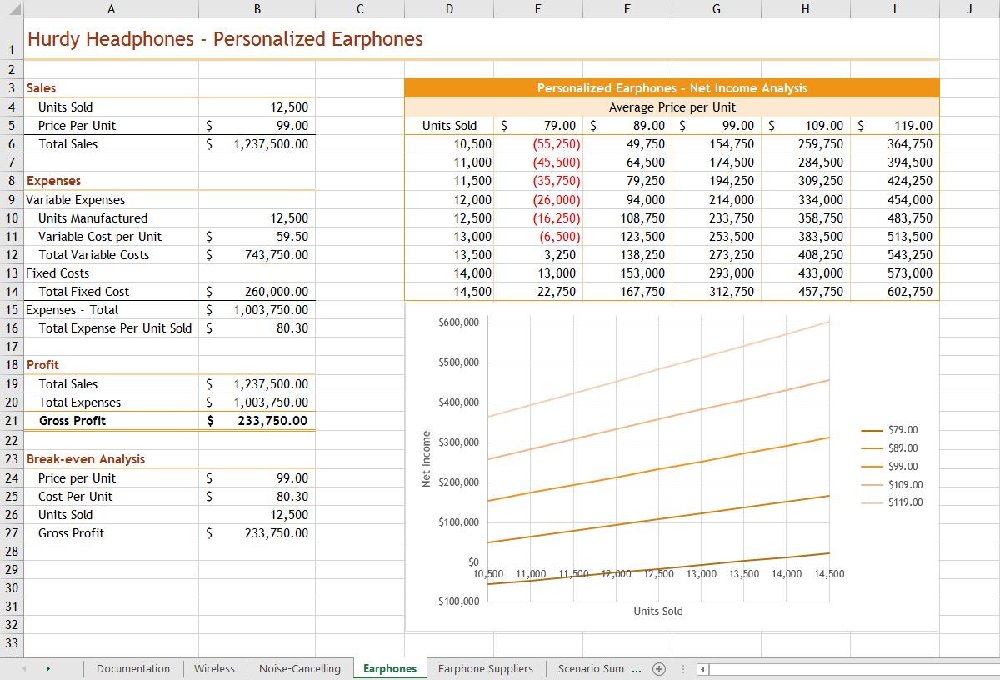 A B C D E F G H I J
1 Hurdy Headphones - Personalized Earphones
2
3 Sales Personalized Earphones - Net Income Analysis
4 Units Sold 12,500 Average Price per Unit
5 Price Per Unit $ 99.00 Units Sold $ 79.00 $ 89.00 $ 99.00 $ 109.00 $ 119.00
6 Total Sales $ 1,237,500.00 10,500 (55,250) 49,750 154,750 259,750 364,750
7 11,000 (45,500) 64,500 174,500 284,500 394,500
8 Expenses 11,500 (35,750) 79,250 194,250 309,250 424,250
9 Variable Expenses 12,000 (26,000) 94,000 214,000 334,000 454,000
10 Units Manufactured 12,500 12,500 (16,250) 108,750 233,750 358,750 483,750
11 Variable Cost per Unit $ 59.50 13,000 (6,500) 123,500 253,500 383,500 513,500
12 Total Variable Costs $ 743,750.00 13,500 3,250 138,250 273,250 408,250 543,250
13 Fixed Costs 14,000 13,000 153,000 293,000 433,000 573,000
14 Total Fixed Cost $ 260,000.00 14,500 22,750 167,750 312,750 457,750 602,750
15 Expenses - Total $ 1,003,750.00
16 Total Expense Per Unit Sold $ 80.30
17
18 Profit
19 Total Sales $ 1,237,500.00
20 Total Expenses $ 1,003,750.00
21 Gross Profit $ 233,750.00
22
23 Break-even Analysis
24 Price per Unit $ 99.00
25 Cost Per Unit $ 80.30
26 Units Sold 12,500
27 Gross Profit $ 233,750.00
28
29
30
31
32
33
$600,000
$500,000
$400,000
$300,000
$200,000
$100,000
$0
-$100,000
Net Income
10,500 11,000 11,500 12,000 12,500 13,000 13,500 14,000 14,500
Units Sold
$79.00
$89.00
$99.00
$109.00
$119.00
Documentation Wireless Noise-Cancelling Earphones Earphone Suppliers Scenario Sum ...